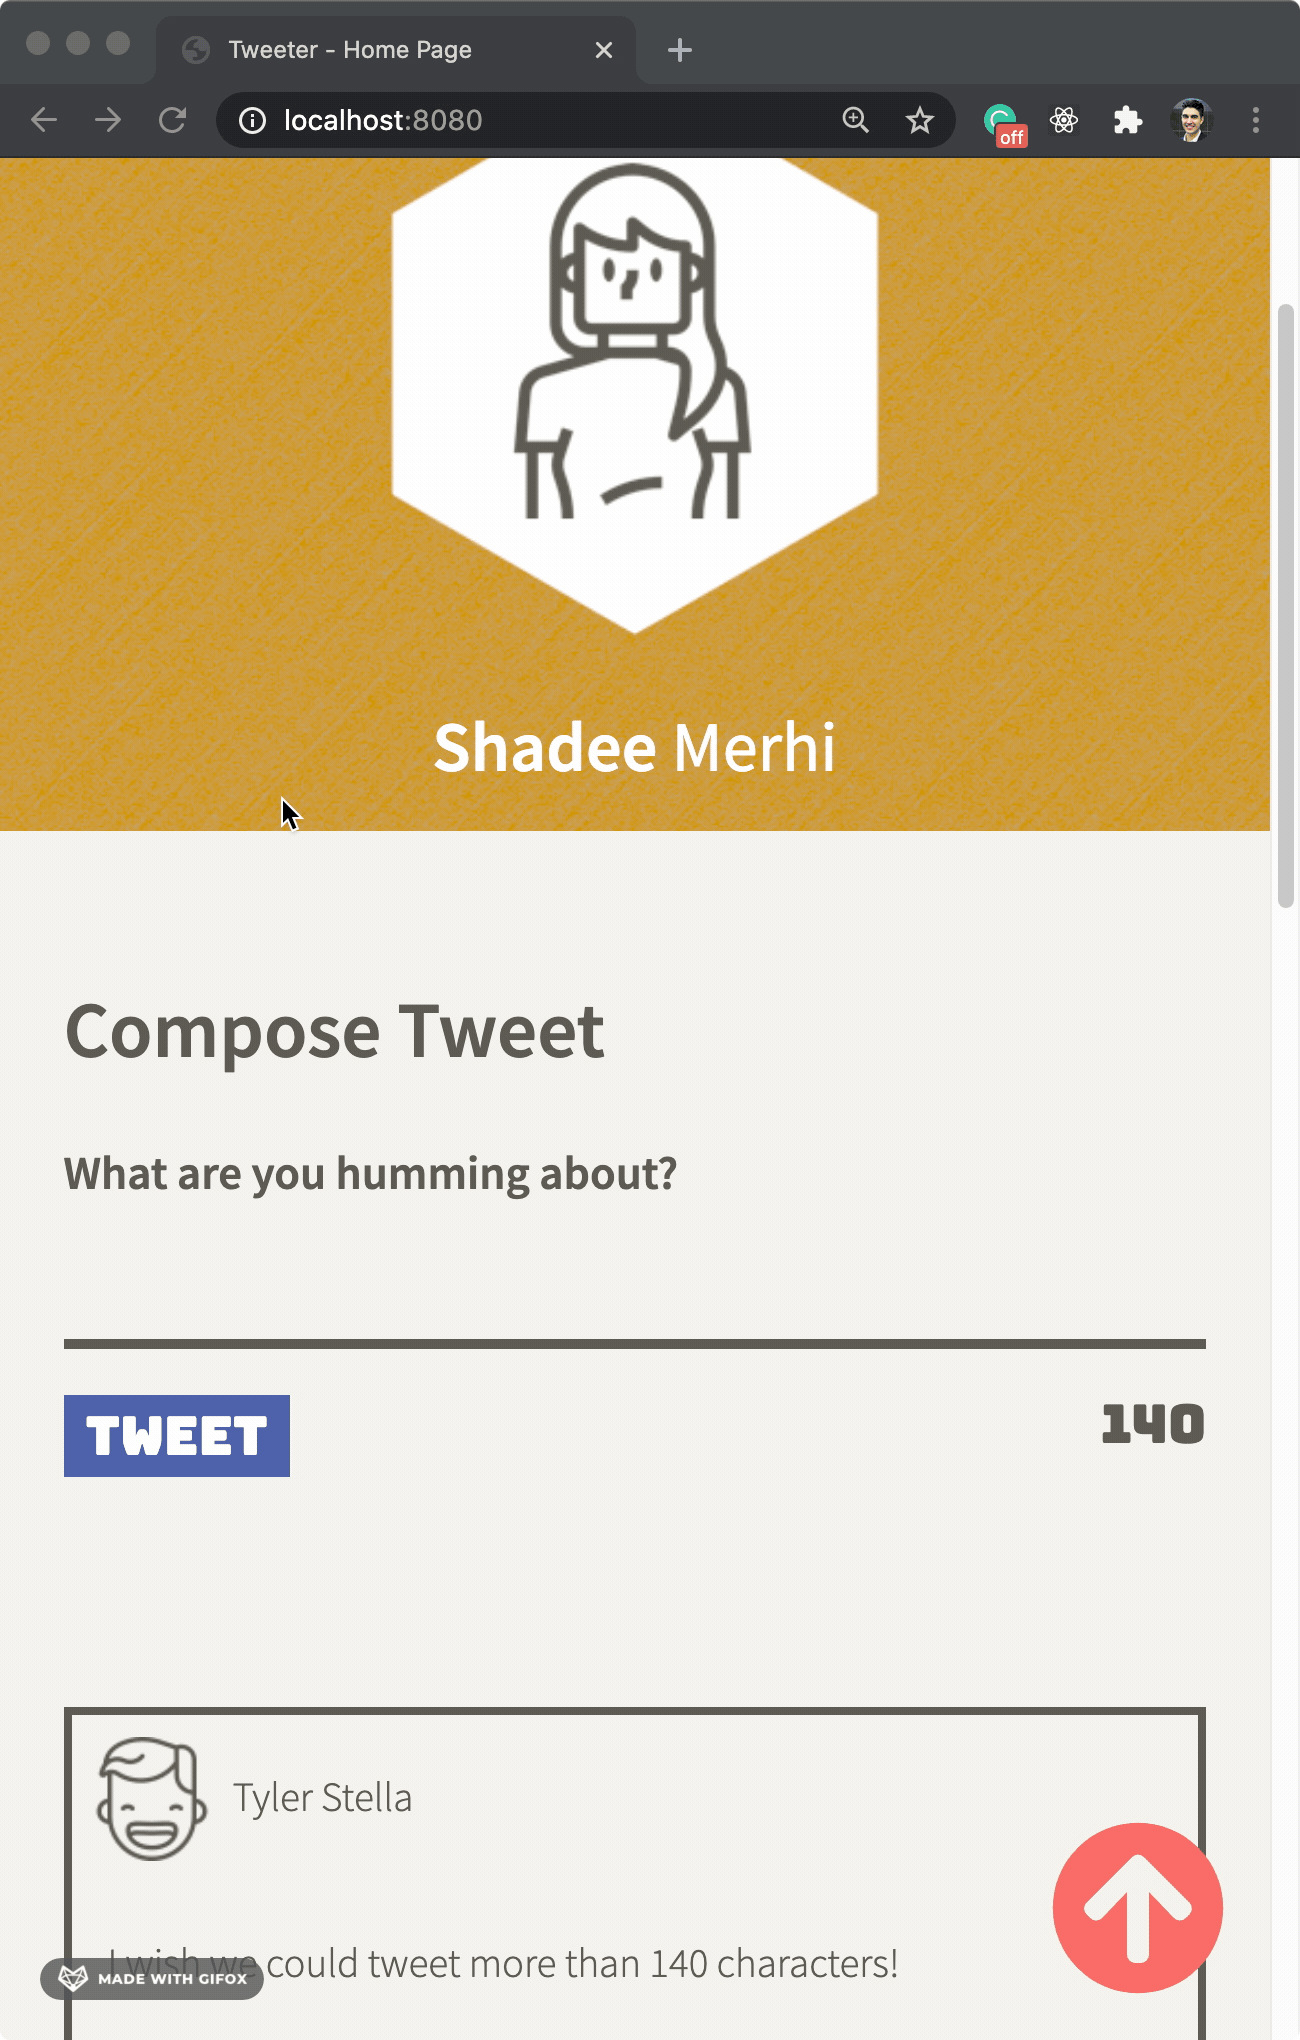 Tweeter - Home Page
localhost:8080
off
Shadee Merhi
Compose Tweet
What are you humming about?
TWEET
140
Tyler Stella
I wish we could tweet more than 140 characters!
MADE WITH GIFOX